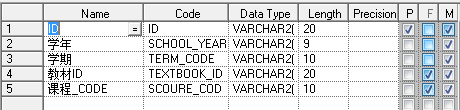 Name Code Data Type Length Precision P F M
1 ID = ID VARCHAR2( 20
2 学年 SCHOOL_YEAR VARCHAR2( 9
3 学期 TERM_CODE VARCHAR2( 10
4 教材ID TEXTBOOK_ID VARCHAR2( 20
5 课程_CODE SCOURE_COD VARCHAR2( 10